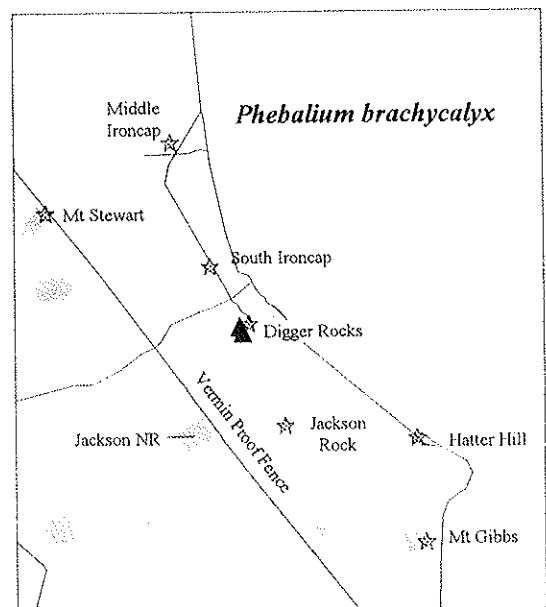 Phebalium brachycalyx
Middle
Ironcap
Mt Stewart
South Ironcap
Digger Rocks
Vermin Proof Fence
Jackson NR
Jackson
Rock
Hatter Hill
Mt Gibbs